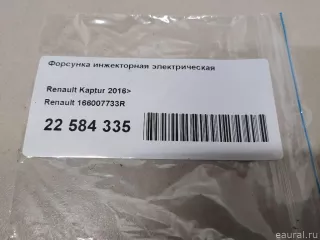 Форсунка инжекторная электрическая
Renault Kaptur 2016>
Renault 166007733R
22 584 335
eaural.ru